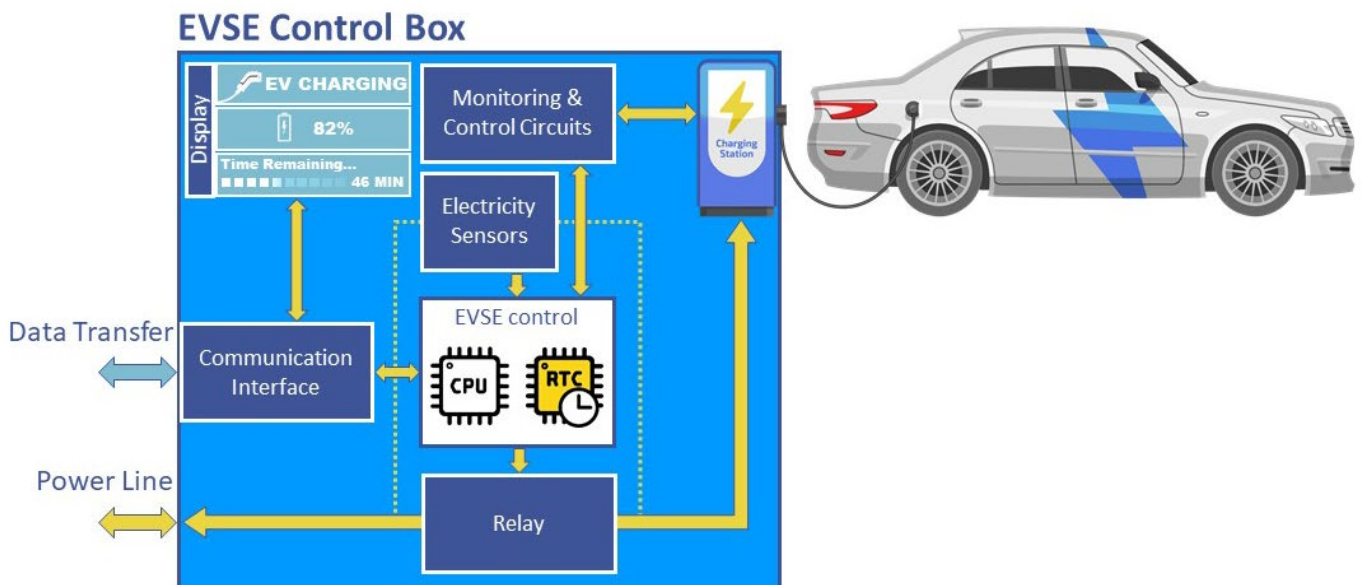 EVSE Control Box
Display
EV CHARGING
82%
Time Remaining...
46 MIN
Monitoring &
Control Circuits
Charging
Station
Electricity
Sensors
EVSE control
CPU
RTC
Data Transfer
Communication
Interface
Power Line
Relay